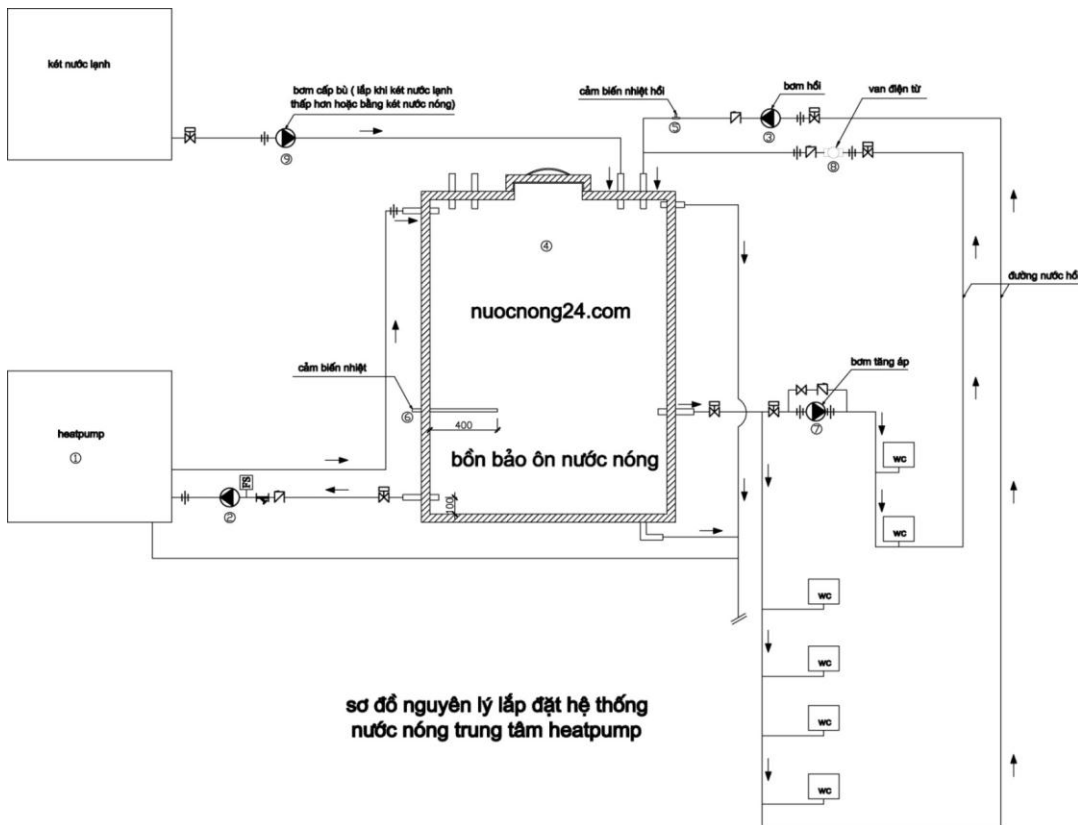 két nước lạnh
bơm cấp bù ( lắp khi két nước lạnh
thấp hơn hoặc bằng két nước nóng)
⑨
cảm biến nhiệt hồi
⑤
bơm hồi
③
van điện từ
⑧
④
nuocnong24.com
đường nước hồ
cảm biến nhiệt
⑥
400
bơm tăng áp
⑦
heatpump
①
bồn bảo ôn nước nóng
FS
②
100
wc
wc
wc
wc
wc
wc
sơ đồ nguyên lý lắp đặt hệ thống
nước nóng trung tâm heatpump